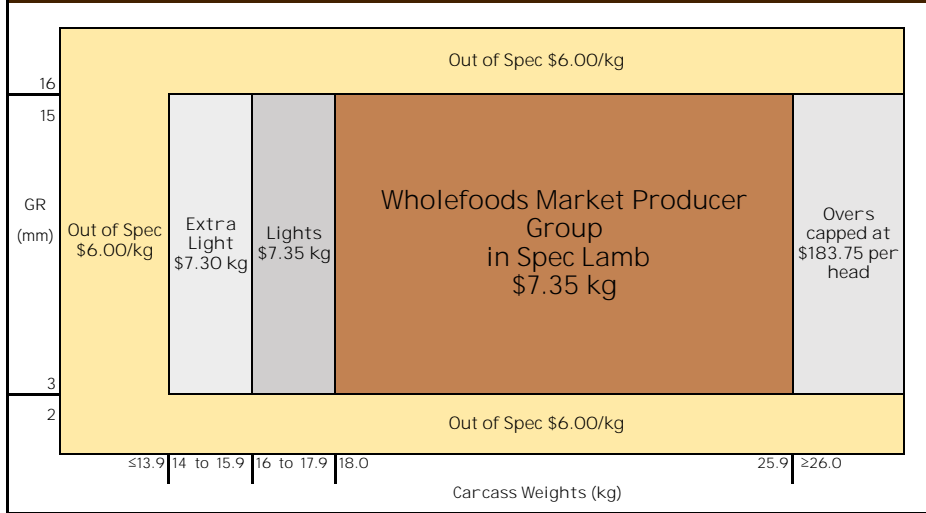 Out of Spec $6.00/kg
16
15
GR
(mm)
Out of Spec
$6.00/kg
Extra
Light
$7.30 kg
Lights
$7.35 kg
Wholefoods Market Producer
Group
in Spec Lamb
$7.35 kg
Overs
capped at
$183.75 per
head
3
2
Out of Spec $6.00/kg
≤13.9
14 to 15.9
16 to 17.9
18.0
25.9
≥26.0
Carcass Weights (kg)